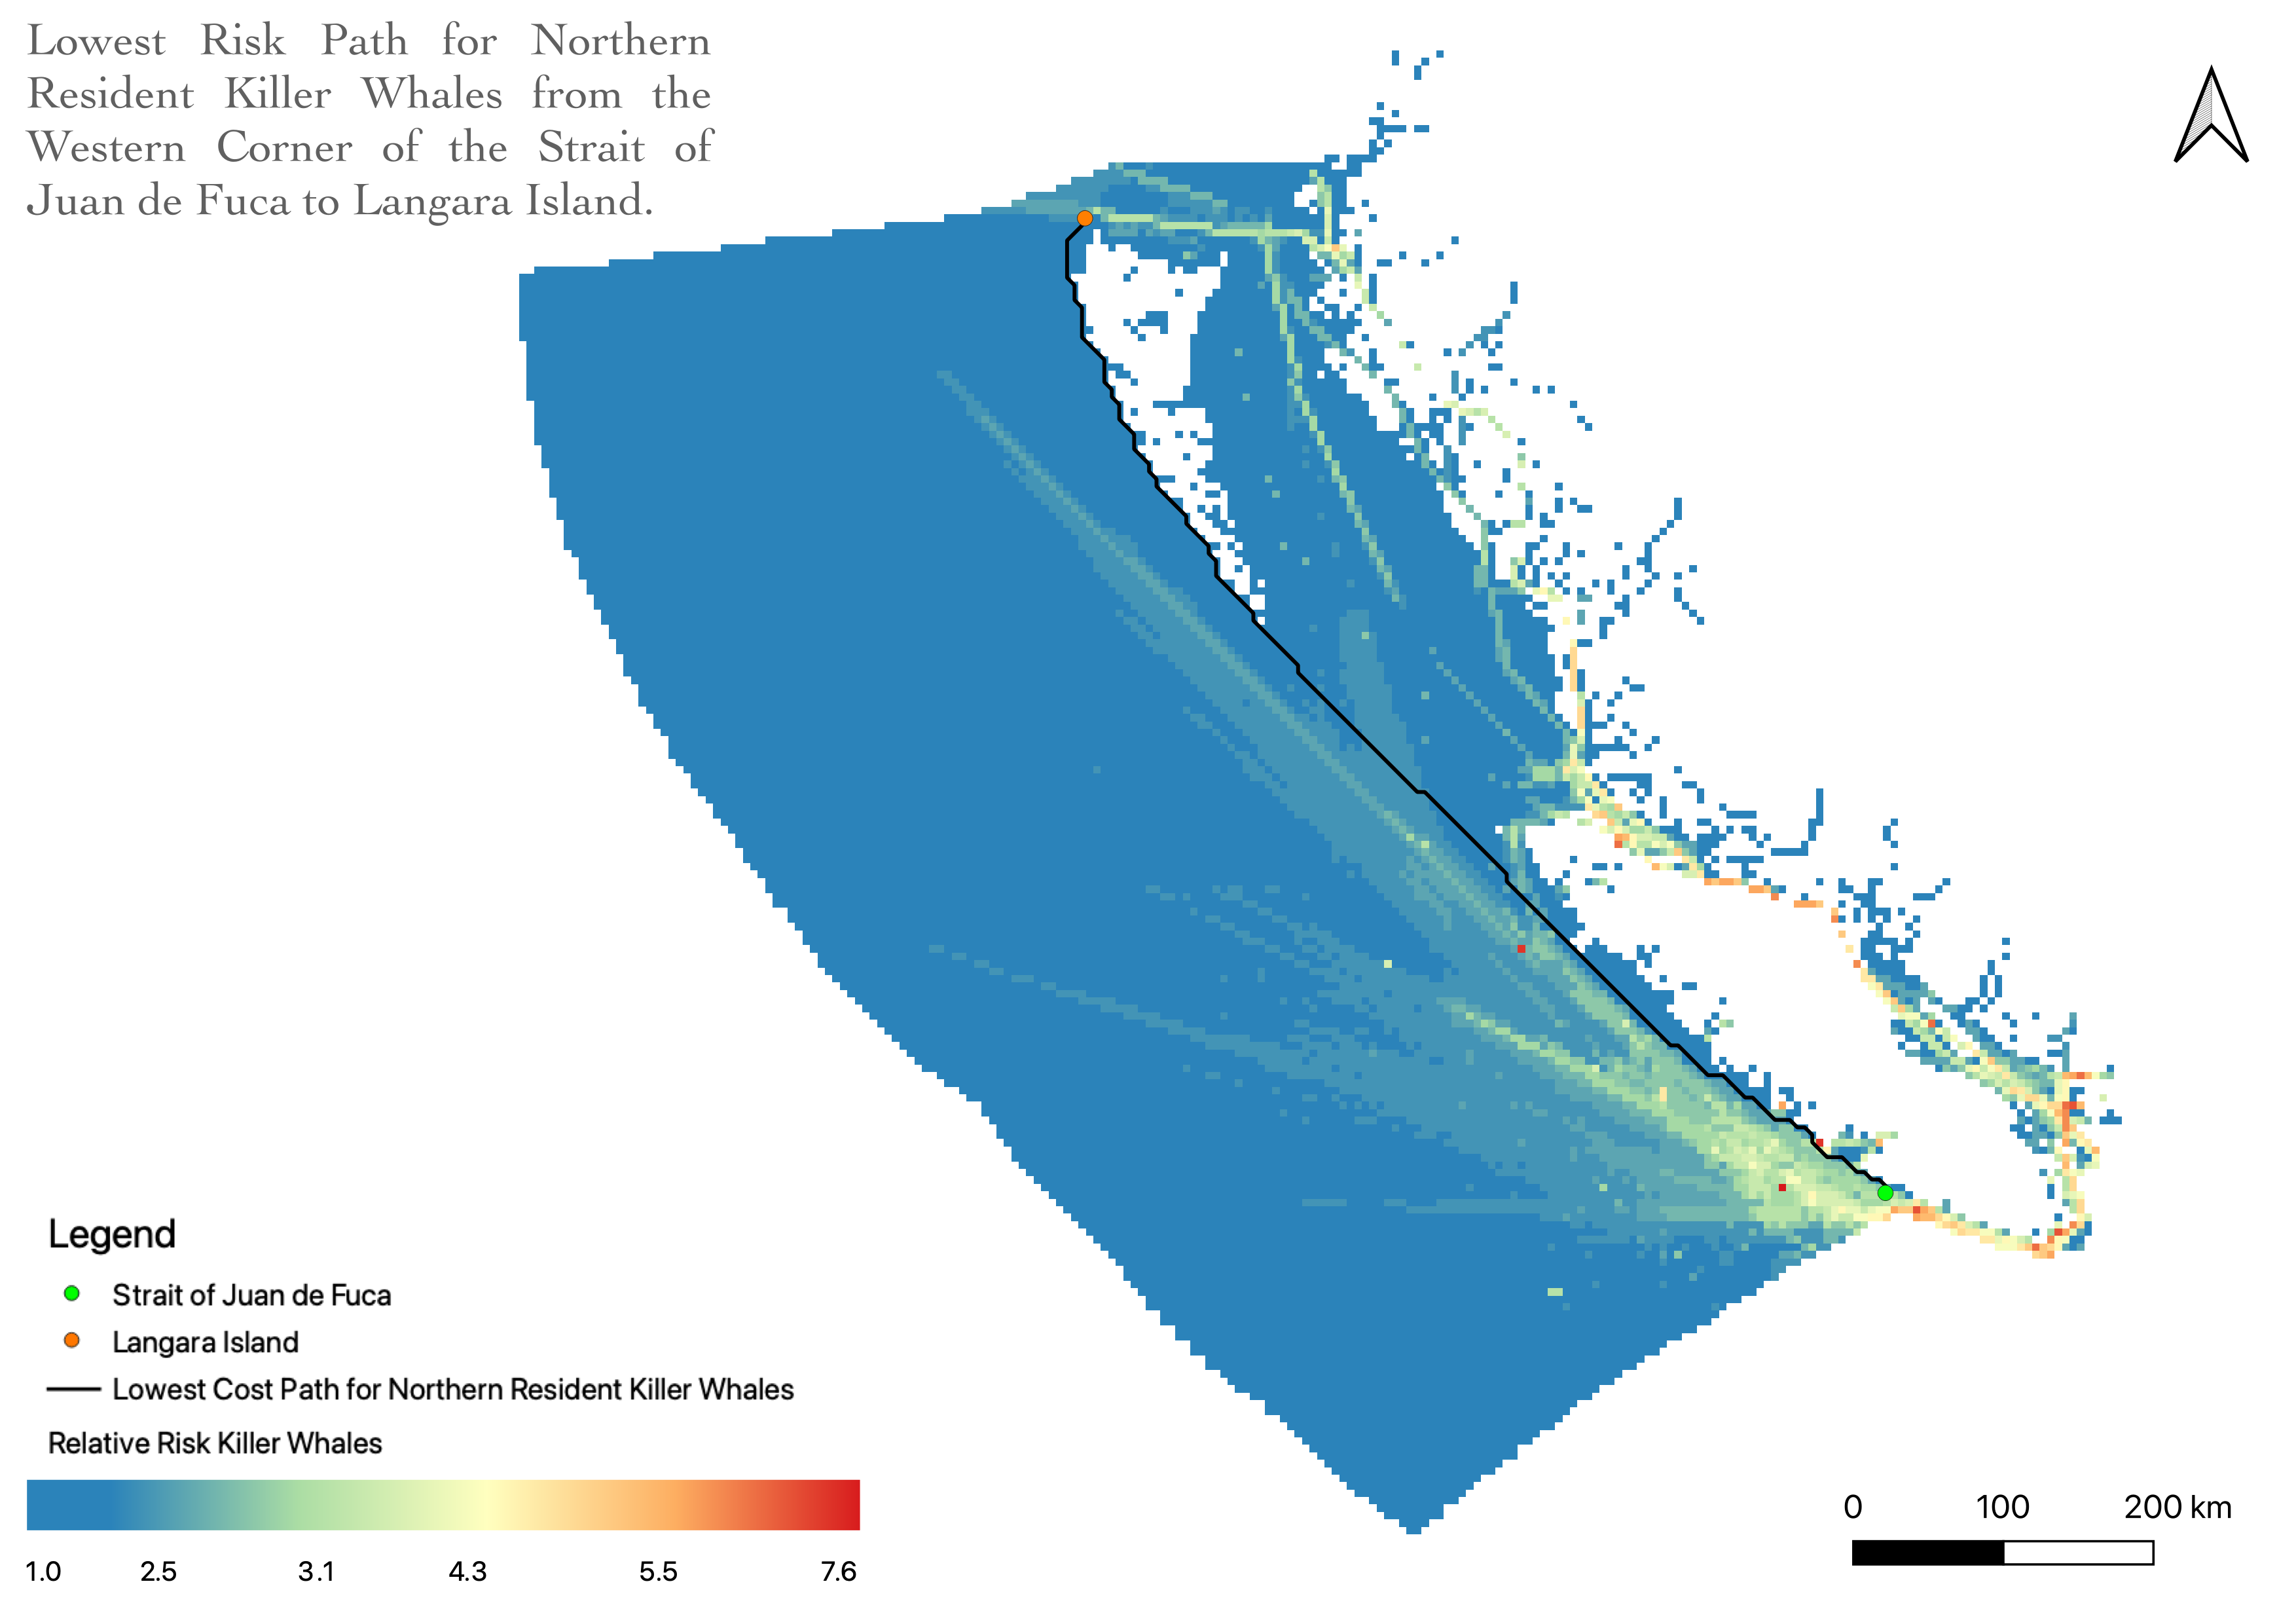 Lowest Risk Path for Northern
Resident Killer Whales from the
Western Corner of the Strait of
Juan de Fuca to Langara Island.
Legend
Strait of Juan de Fuca
Langara Island
Lowest Cost Path for Northern Resident Killer Whales
Relative Risk Killer Whales
1.0 2.5 3.1 4.3 5.5 7.6
0 100 200 km